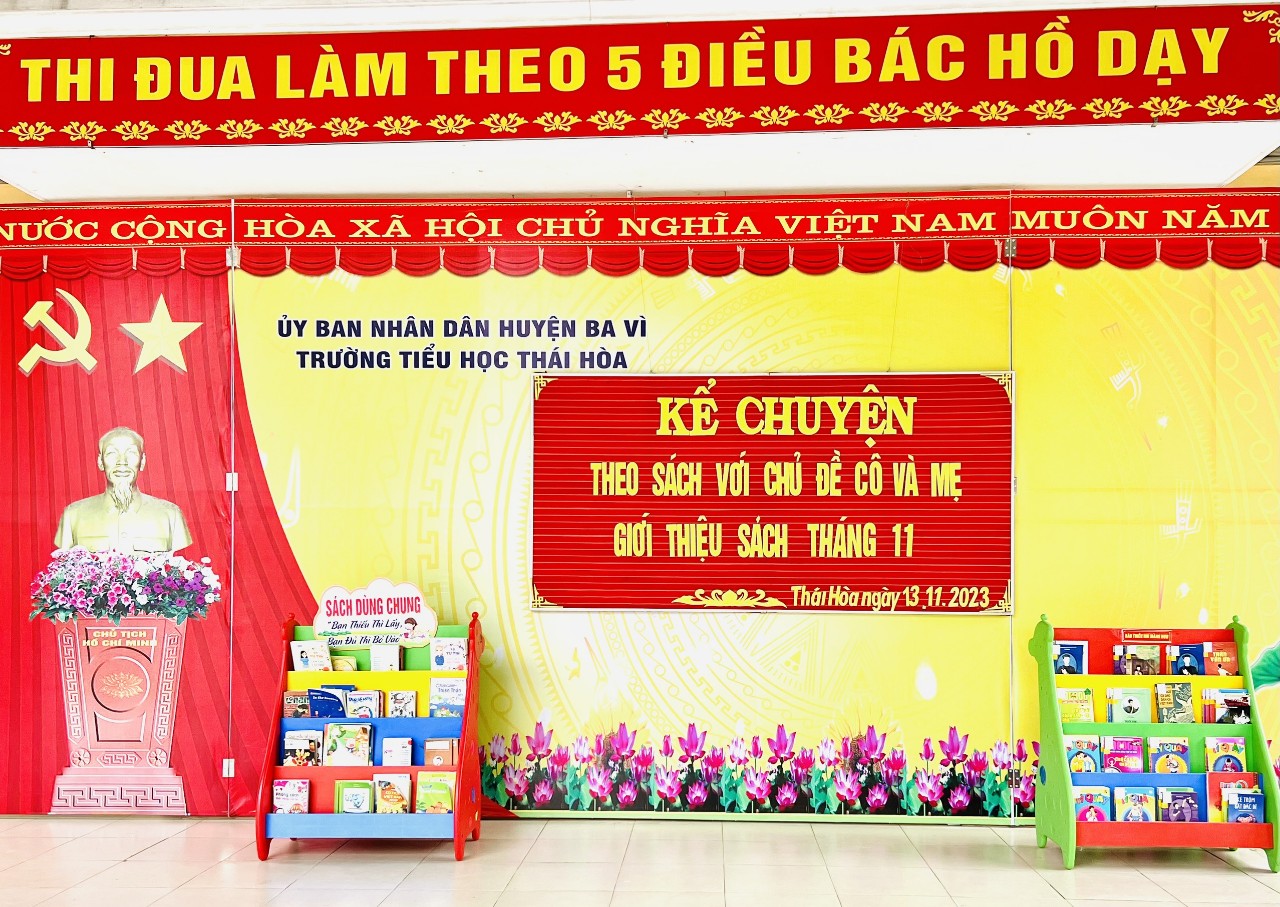 THI ĐUA LÀM THEO 5 ĐIỀU BÁC HỒ DẠY
NƯỚC CỘNG HÒA XÃ HỘI CHỦ NGHĨA VIỆT NAM MUÔN NĂM
ỦY BAN NHÂN DÂN HUYỆN BA VÌ
TRƯỜNG TIỂU HỌC THÁI HÒA
KỂ CHUYỆN
THEO SÁCH VỚI CHỦ ĐỀ CÔ VÀ MẸ
GIỚI THIỆU SÁCH THÁNG 11
Thái Hòa ngày 13.11.2023
CHỦ TỊCH
HỒ CHÍ MINH
SÁCH DÙNG CHUNG
"Bạn Thiếu Thì Lấy,
Bạn Đủ Thì Bỏ Vào